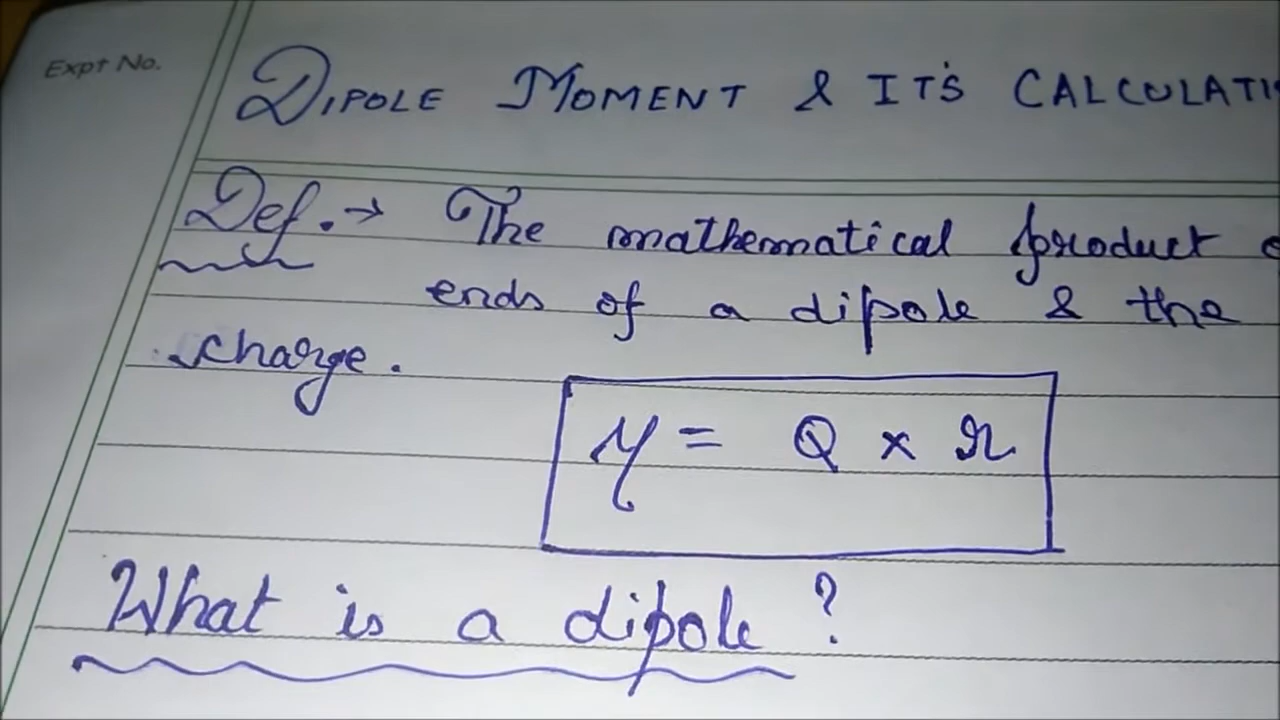 Expt No.
DIPOLE MOMENT & IT'S CALCULATI
Def. → The mathematical product
ends of a dipole & the
charge.
μ = Q × r
What is a dipole ?